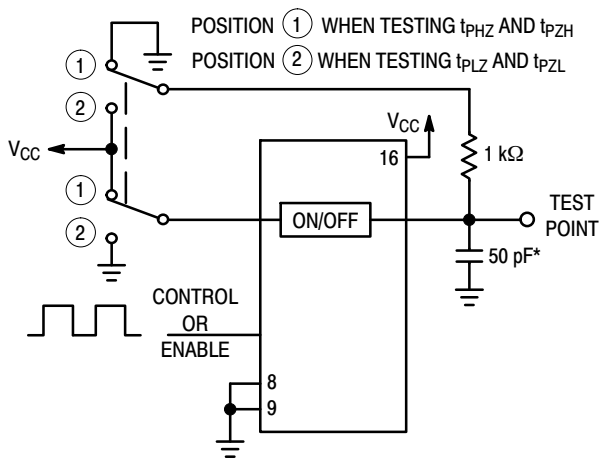 POSITION 1 WHEN TESTING tPHZ AND tPZH
POSITION 2 WHEN TESTING tPLZ AND tPZL
1
2
VCC
1
2
VCC
16
1 kΩ
ON/OFF
TEST
POINT
50 pF*
CONTROL
OR
ENABLE
8
9